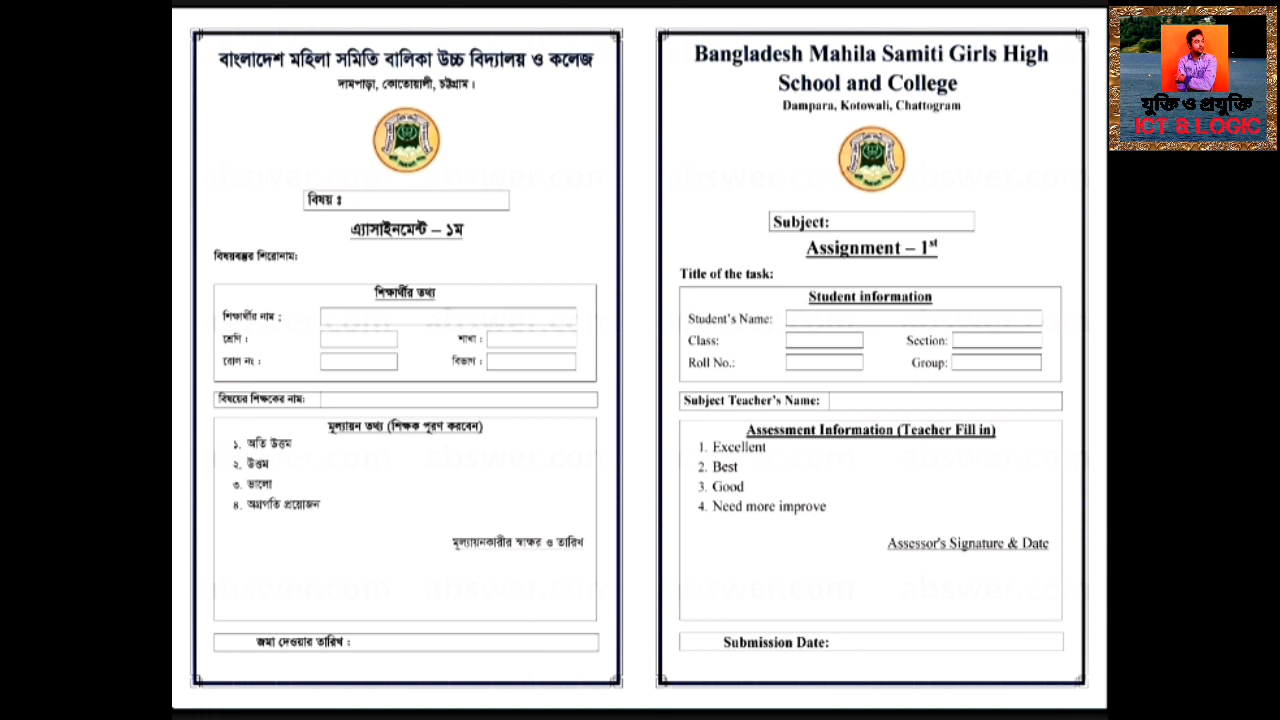 বাংলাদেশ মহিলা সমিতি বালিকা উচ্চ বিদ্যালয় ও কলেজ
দামপাড়া, কোতোয়ালী, চট্টগ্রাম।
বিষয় ঃ
এ্যাসাইনমেন্ট – ১ম
বিষয়বস্তুর শিরোনাম:
শিক্ষার্থীর তথ্য
শিক্ষার্থীর নাম :
শ্রেণি :
শাখা :
রোল নং :
বিভাগ :
বিষয়ের শিক্ষকের নাম:
মূল্যায়ন তথ্য (শিক্ষক পূরণ করবেন)
১. অতি উত্তম
২. উত্তম
৩. ভালো
৪. অগ্রগতি প্রয়োজন
মূল্যায়নকারীর স্বাক্ষর ও তারিখ
জমা দেওয়ার তারিখ :
Bangladesh Mahila Samiti Girls High
School and College
Dampara, Kotowali, Chattogram
Subject:
Assignment – 1st
Title of the task:
Student information
Student's Name:
Class:
Section:
Roll No.:
Group:
Subject Teacher's Name:
Assessment Information (Teacher Fill in)
1. Excellent
2. Best
3. Good
4. Need more improve
Assessor's Signature & Date
Submission Date:
যুক্তি ও প্রযুক্তি
ICT & LOGIC
abswer.com